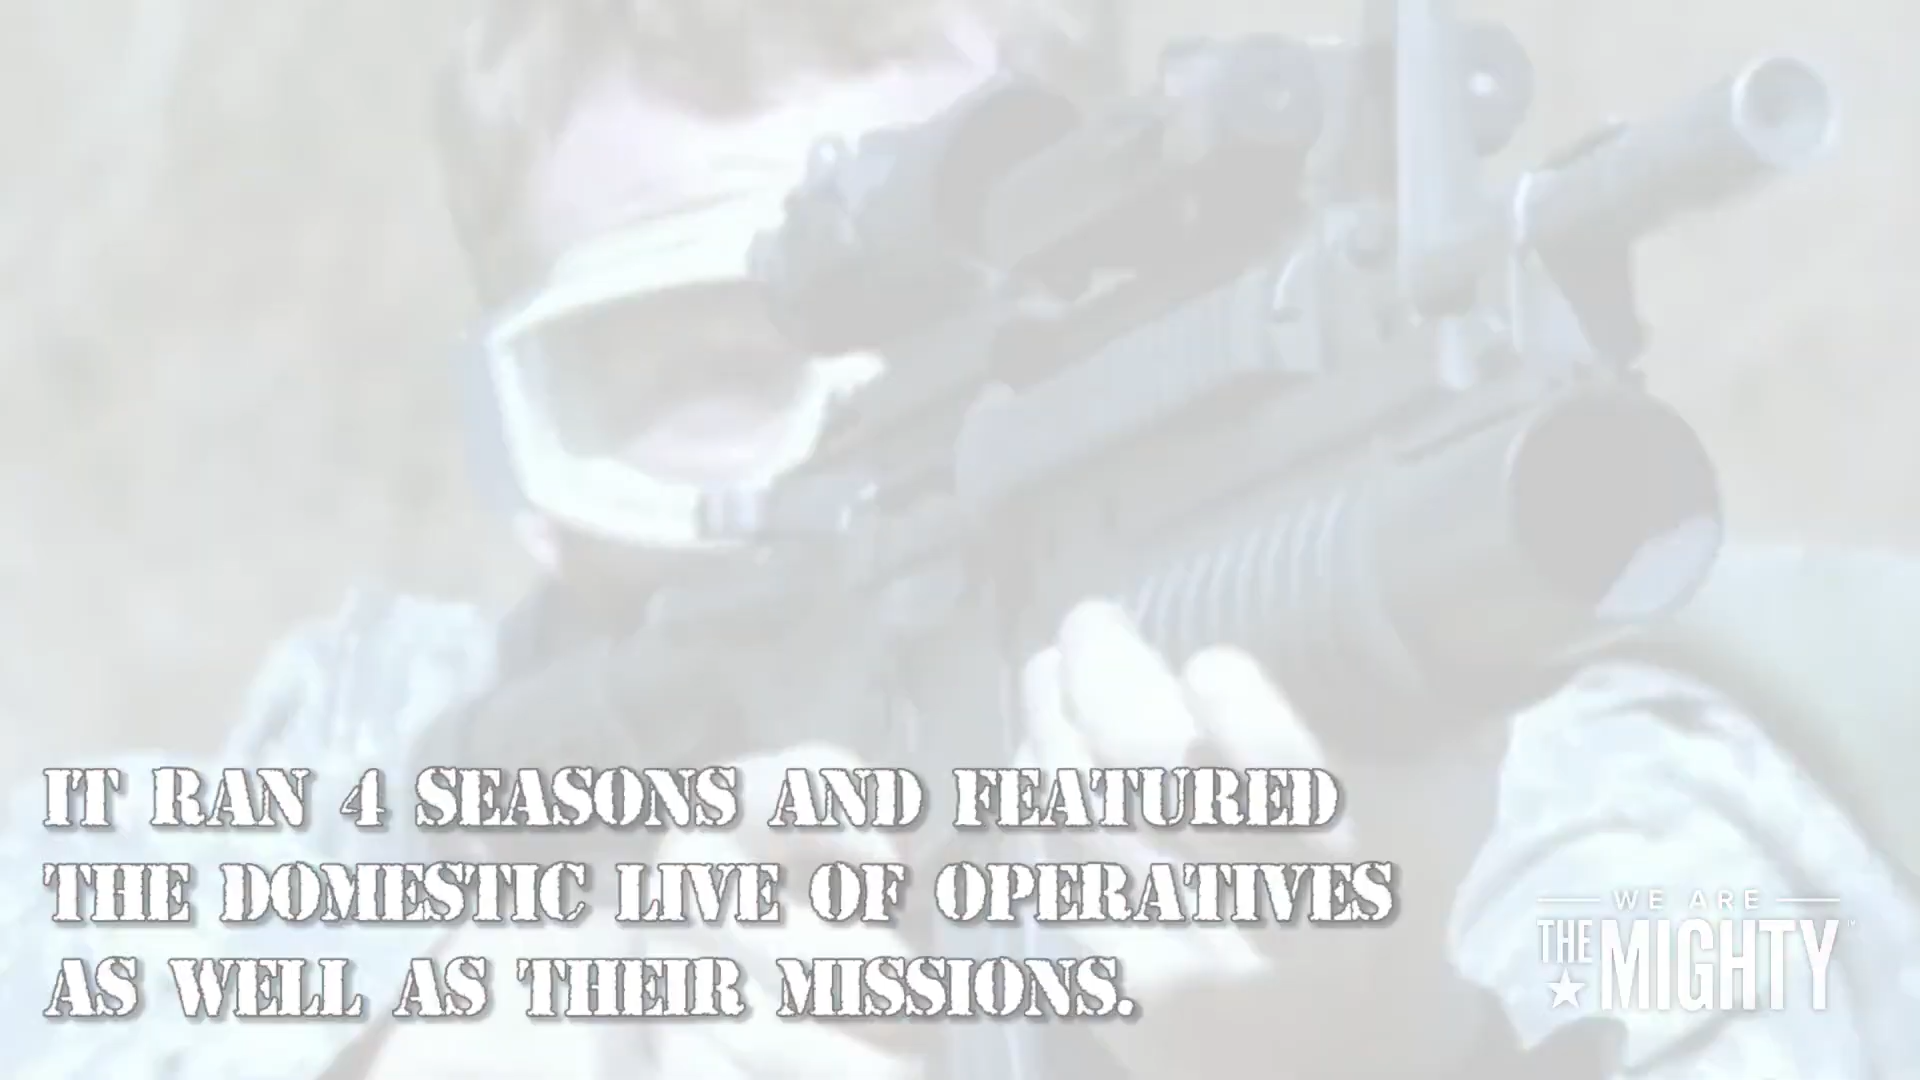 IT RAN 4 SEASONS AND FEATURED
THE DOMESTIC LIVE OF OPERATIVES
AS WELL AS THEIR MISSIONS.
WE ARE
THE MIGHTY